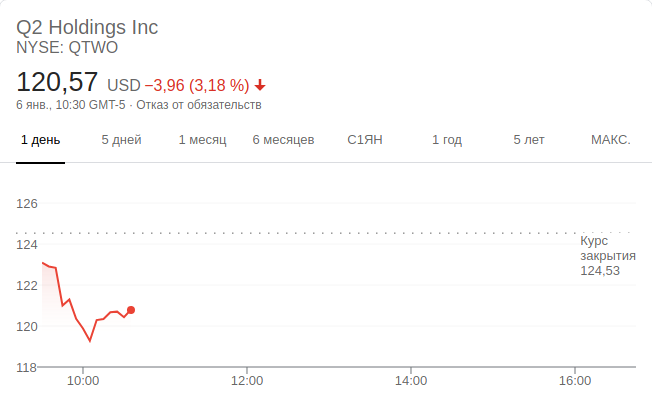 Q2 Holdings Inc
NYSE: QTWO
120,57 USD −3,96 (3,18 %)
6 янв., 10:30 GMT-5 · Отказ от обязательств
1 день 5 дней 1 месяц 6 месяцев С1ЯН 1 год 5 лет МАКС.
126
124
122
120
118
Курс
закрытия
124,53
10:00 12:00 14:00 16:00